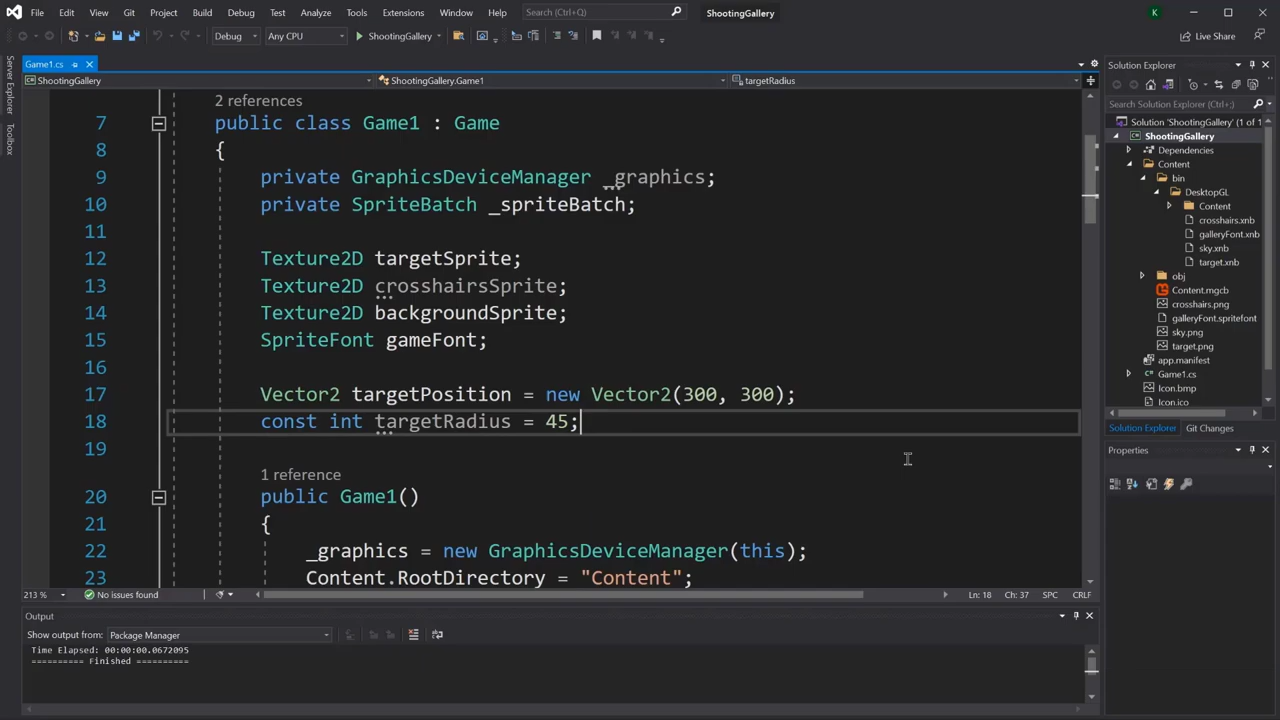 File Edit View Git Project Build Debug Test Analyze Tools Extensions Window Help Search (Ctrl+Q) ShootingGallery K
Debug Any CPU ShootingGallery Live Share
Server Explorer
Toolbox
Game1.cs
ShootingGallery ShootingGallery.Game1 targetRadius
2 references
7 public class Game1 : Game
8 {
9 private GraphicsDeviceManager _graphics;
10 private SpriteBatch _spriteBatch;
11
12 Texture2D targetSprite;
13 Texture2D crosshairsSprite;
14 Texture2D backgroundSprite;
15 SpriteFont gameFont;
16
17 Vector2 targetPosition = new Vector2(300, 300);
18 const int targetRadius = 45;
19
1 reference
20 public Game1()
21 {
22 _graphics = new GraphicsDeviceManager(this);
23 Content.RootDirectory = "Content";
213 % No issues found Ln: 18 Ch: 37 SPC CRLF
Output
Show output from: Package Manager
Time Elapsed: 00:00:00.0672095
========== Finished ==========
Solution Explorer
Search Solution Explorer (Ctrl+;)
Solution 'ShootingGallery' (1 of 1
ShootingGallery
Dependencies
Content
bin
DesktopGL
Content
crosshairs.xnb
galleryFont.xnb
sky.xnb
target.xnb
obj
Content.mgcb
crosshairs.png
galleryFont.spritefont
sky.png
target.png
app.manifest
Game1.cs
Icon.bmp
Icon.ico
Solution Explorer Git Changes
Properties